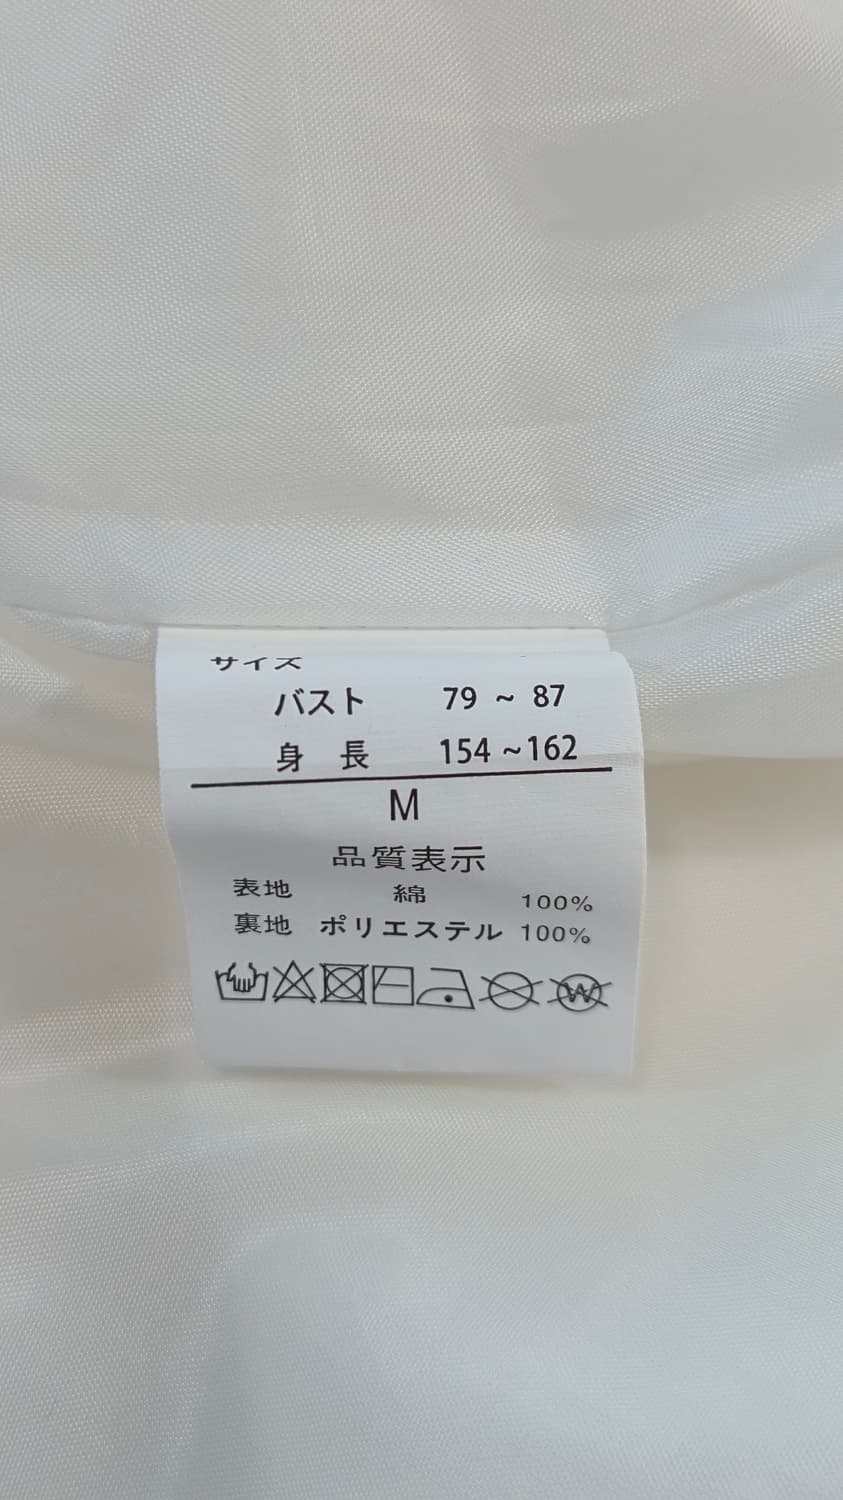 サイズ
バスト 79 ~ 87
身 長 154 ~162
M
品質表示
表地 綿 100%
裏地 ポリエステル 100%
W